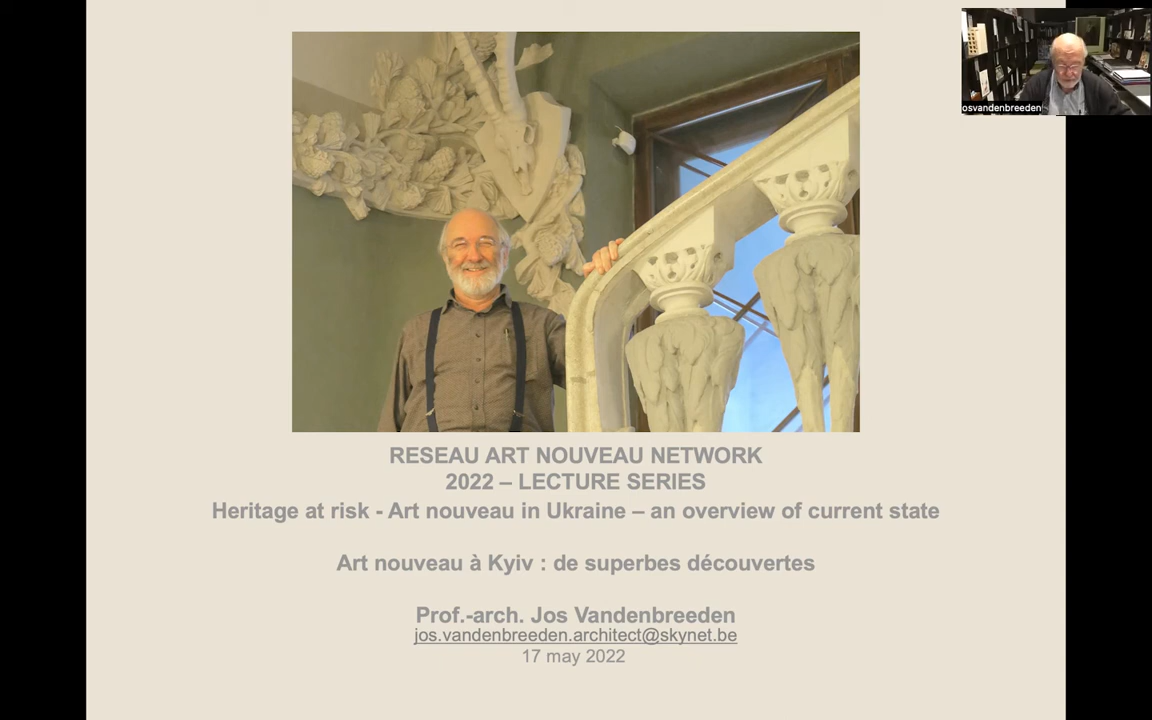 osvandenbreeden
RESEAU ART NOUVEAU NETWORK
2022 – LECTURE SERIES
Heritage at risk - Art nouveau in Ukraine – an overview of current state
Art nouveau à Kyiv : de superbes découvertes
Prof.-arch. Jos Vandenbreeden
jos.vandenbreeden.architect@skynet.be
17 may 2022